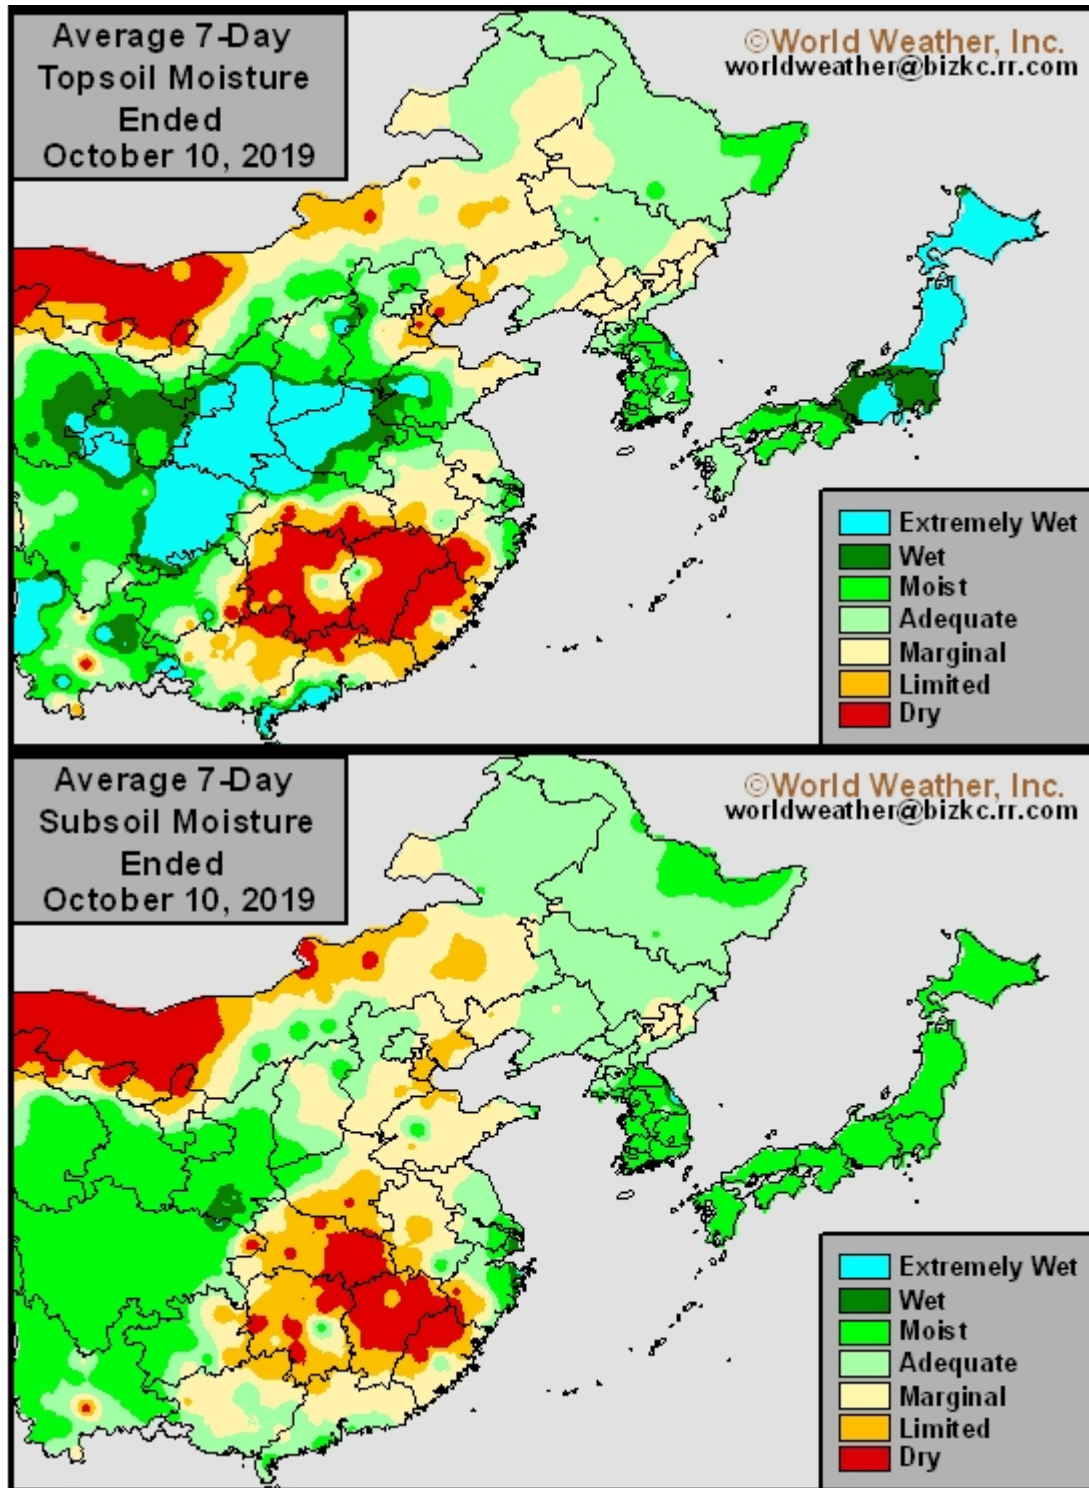 Average 7-Day
Topsoil Moisture
Ended
October 10, 2019
©World Weather, Inc.
worldweather@bizkc.rr.com
Extremely Wet
Wet
Moist
Adequate
Marginal
Limited
Dry
Average 7-Day
Subsoil Moisture
Ended
October 10, 2019
©World Weather, Inc.
worldweather@bizkc.rr.com
Extremely Wet
Wet
Moist
Adequate
Marginal
Limited
Dry